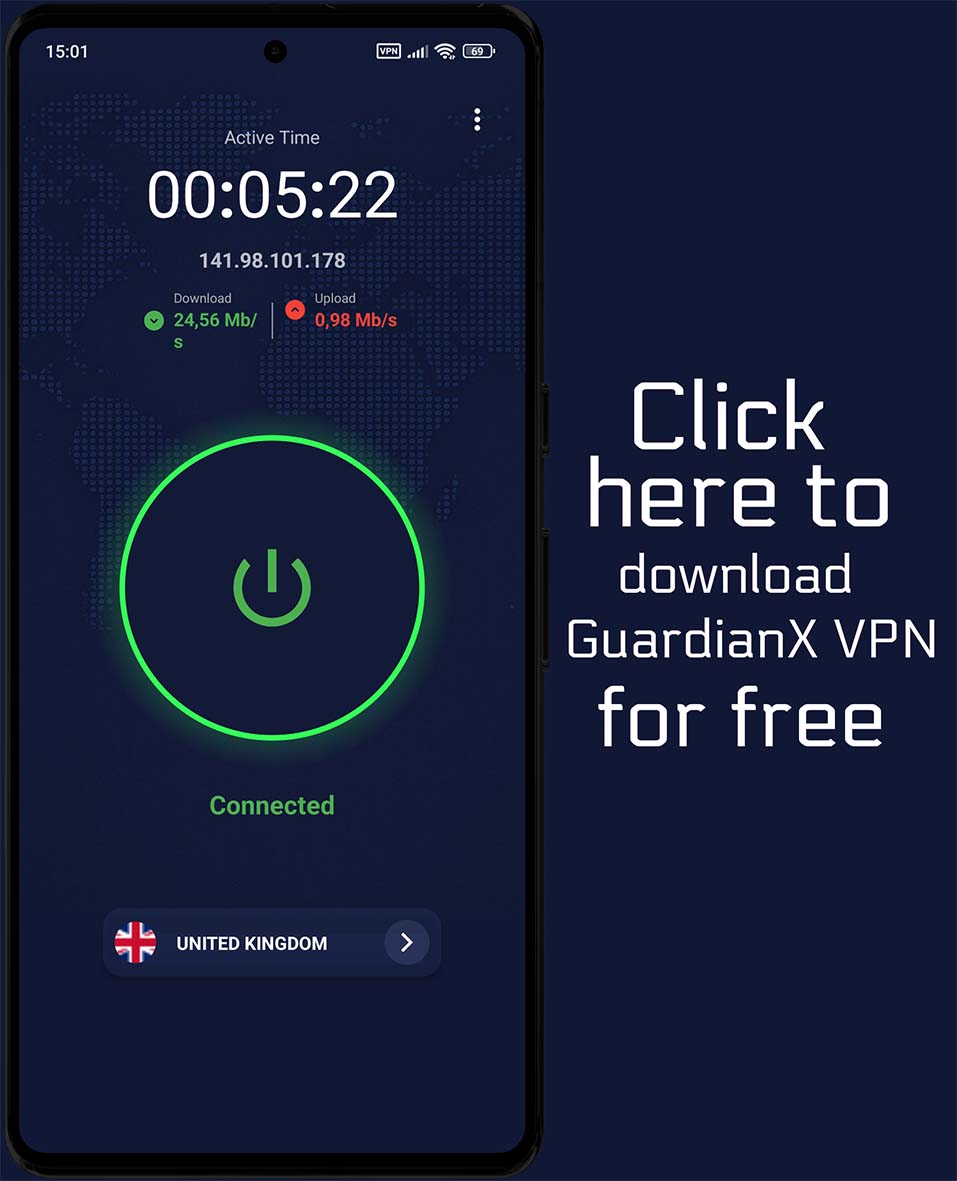 15:01
VPN
69
Active Time
00:05:22
141.98.101.178
Download
24,56 Mb/
s
Upload
0,98 Mb/s
Connected
UNITED KINGDOM
Click
here to
download
GuardianX VPN
for free